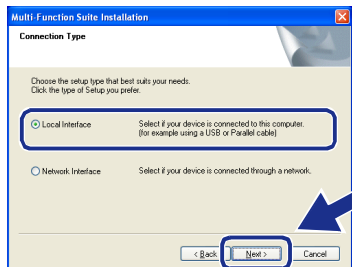 Multi-Function Suite Installation
Connection Type
Choose the setup type that best suits your needs.
Click the type of Setup you prefer.
Local Interface
Select if your device is connected to this computer.
(for example using a USB or Parallel cable)
Network Interface
Select if your device is connected through a network.
< Back
Next >
Cancel